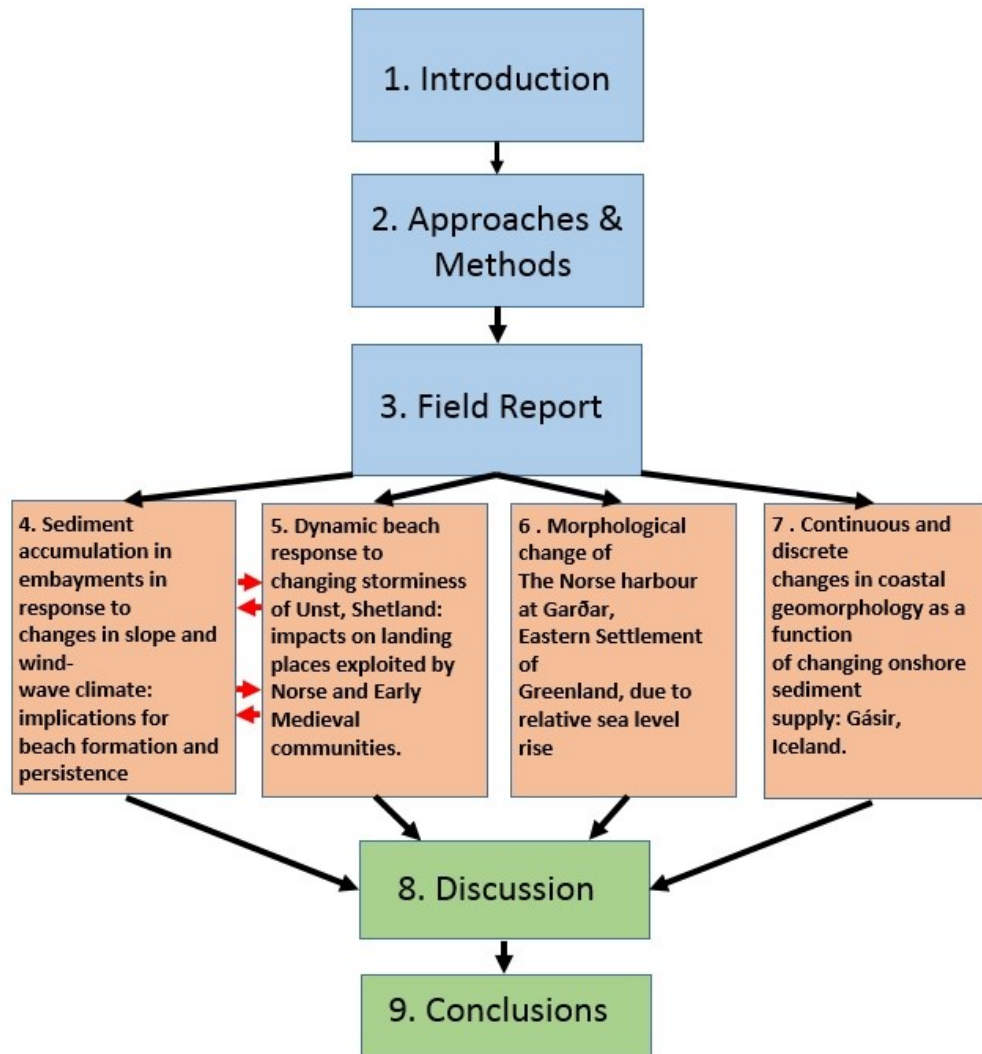 1. Introduction
2. Approaches &
Methods
3. Field Report
4. Sediment
accumulation in
embayments in
response to
changes in slope and
wind-
wave climate:
implications for
beach formation and
persistence
5. Dynamic beach
response to
changing storminess
of Unst, Shetland:
impacts on landing
places exploited by
Norse and Early
Medieval
communities.
6 . Morphological
change of
The Norse harbour
at Garðar,
Eastern Settlement
of
Greenland, due to
relative sea level
rise
7 . Continuous and
discrete
changes in coastal
geomorphology as a
function
of changing onshore
sediment
supply: Gásir,
Iceland.
8. Discussion
9. Conclusions